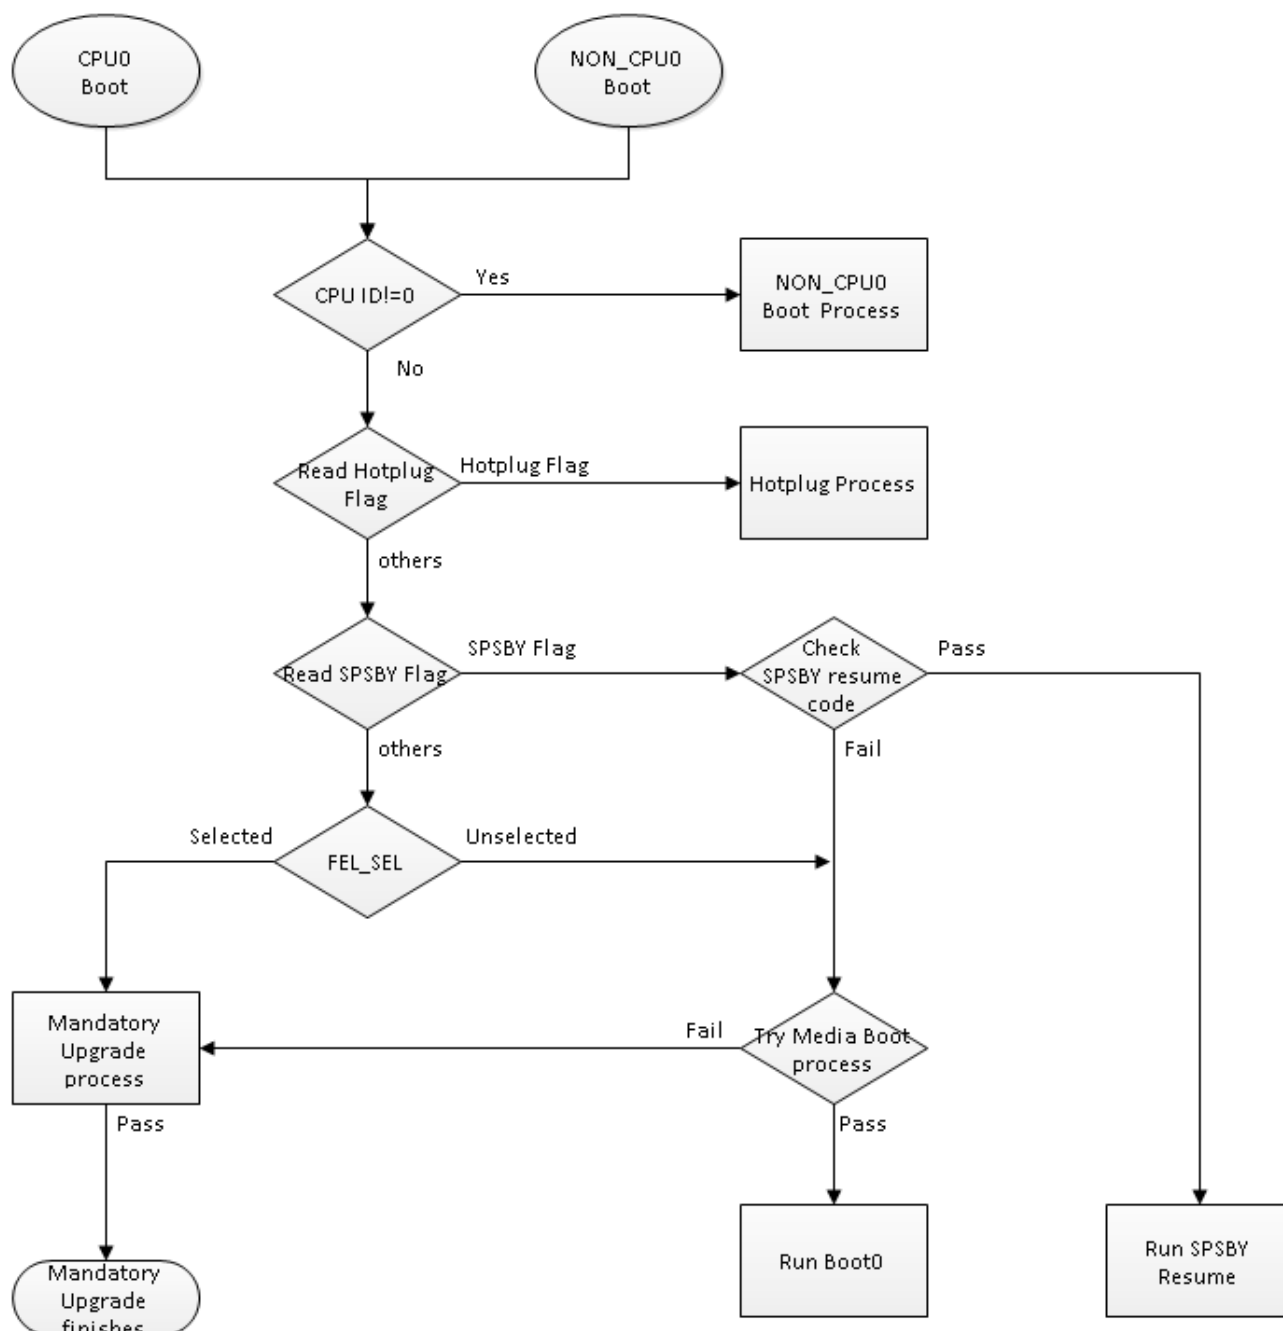 CPU0
Boot
NON_CPU0
Boot
CPU ID!=0
Yes
NON_CPU0
Boot Process
No
Read Hotplug
Flag
Hotplug Flag
Hotplug Process
others
Read SPSBY Flag
SPSBY Flag
Check
SPSBY resume
code
Pass
others
Fail
Selected
FEL_SEL
Unselected
Mandatory
Upgrade
process
Fail
Try Media Boot
process
Pass
Pass
Run Boot0
Run SPSBY
Resume
Mandatory
Upgrade
finishes